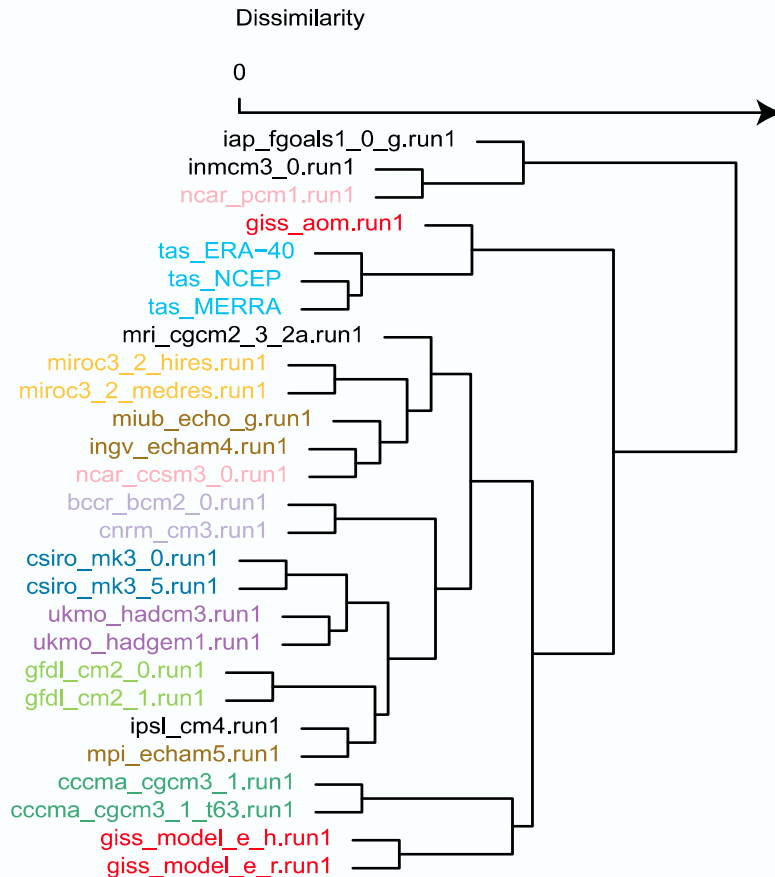 Dissimilarity
0
iap_fgoals1_0_g.run1
inmcm3_0.run1
ncar_pcm1.run1
giss_aom.run1
tas_ERA−40
tas_NCEP
tas_MERRA
mri_cgcm2_3_2a.run1
miroc3_2_hires.run1
miroc3_2_medres.run1
miub_echo_g.run1
ingv_echam4.run1
ncar_ccsm3_0.run1
bccr_bcm2_0.run1
cnrm_cm3.run1
csiro_mk3_0.run1
csiro_mk3_5.run1
ukmo_hadcm3.run1
ukmo_hadgem1.run1
gfdl_cm2_0.run1
gfdl_cm2_1.run1
ipsl_cm4.run1
mpi_echam5.run1
cccma_cgcm3_1.run1
cccma_cgcm3_1_t63.run1
giss_model_e_h.run1
giss_model_e_r.run1